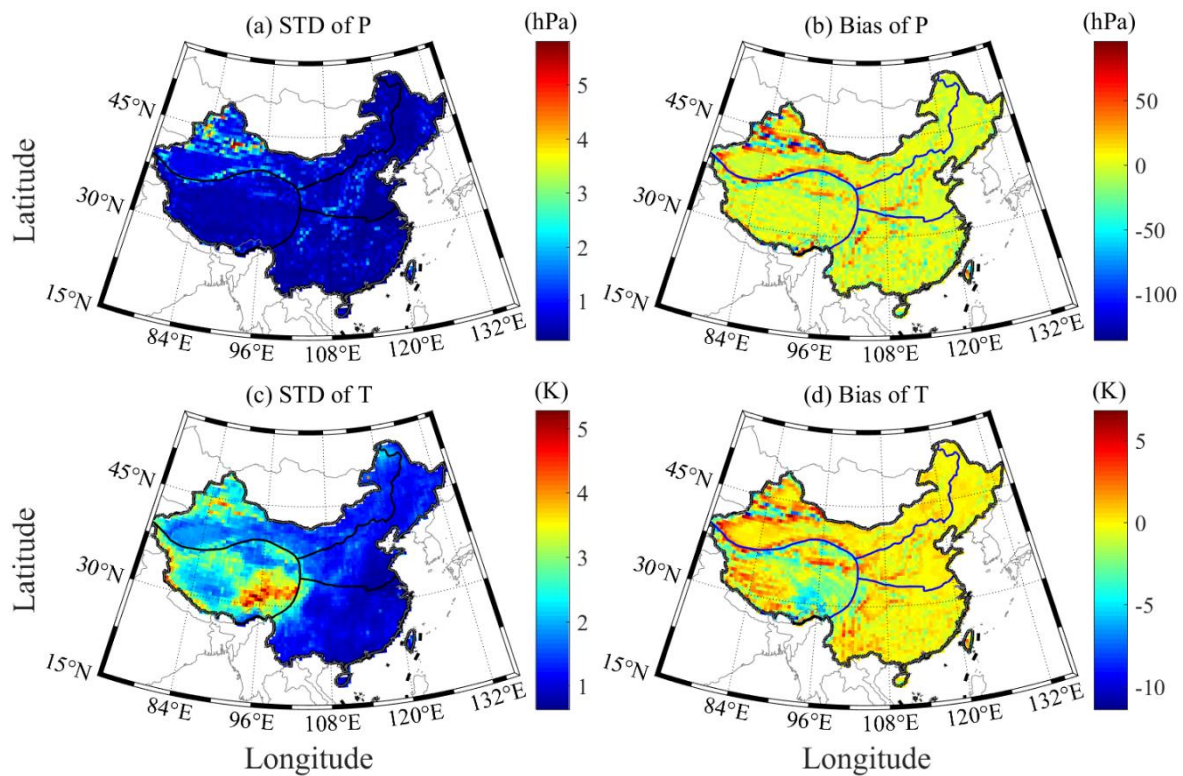 (a) STD of P
(hPa)
5
4
3
2
1
45°N
30°N
15°N
84°E
96°E
108°E
120°E
132°E
Latitude
(b) Bias of P
(hPa)
50
0
-50
-100
45°N
30°N
15°N
84°E
96°E
108°E
120°E
132°E
(c) STD of T
(K)
5
4
3
2
1
45°N
30°N
15°N
84°E
96°E
108°E
120°E
132°E
Latitude
Longitude
(d) Bias of T
(K)
5
0
-5
-10
45°N
30°N
15°N
84°E
96°E
108°E
120°E
132°E
Longitude